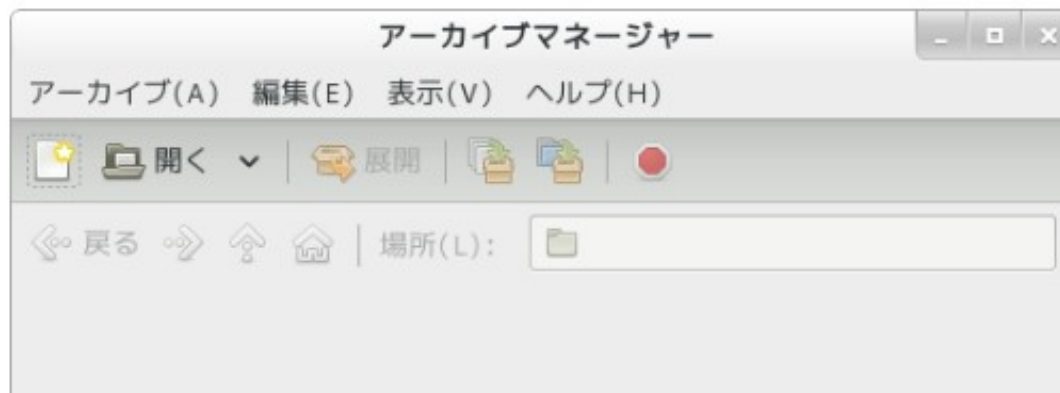 アーカイブマネージャー
アーカイブ(A) 編集(E) 表示(V) ヘルプ(H)
開く 展開
戻る 場所(L):